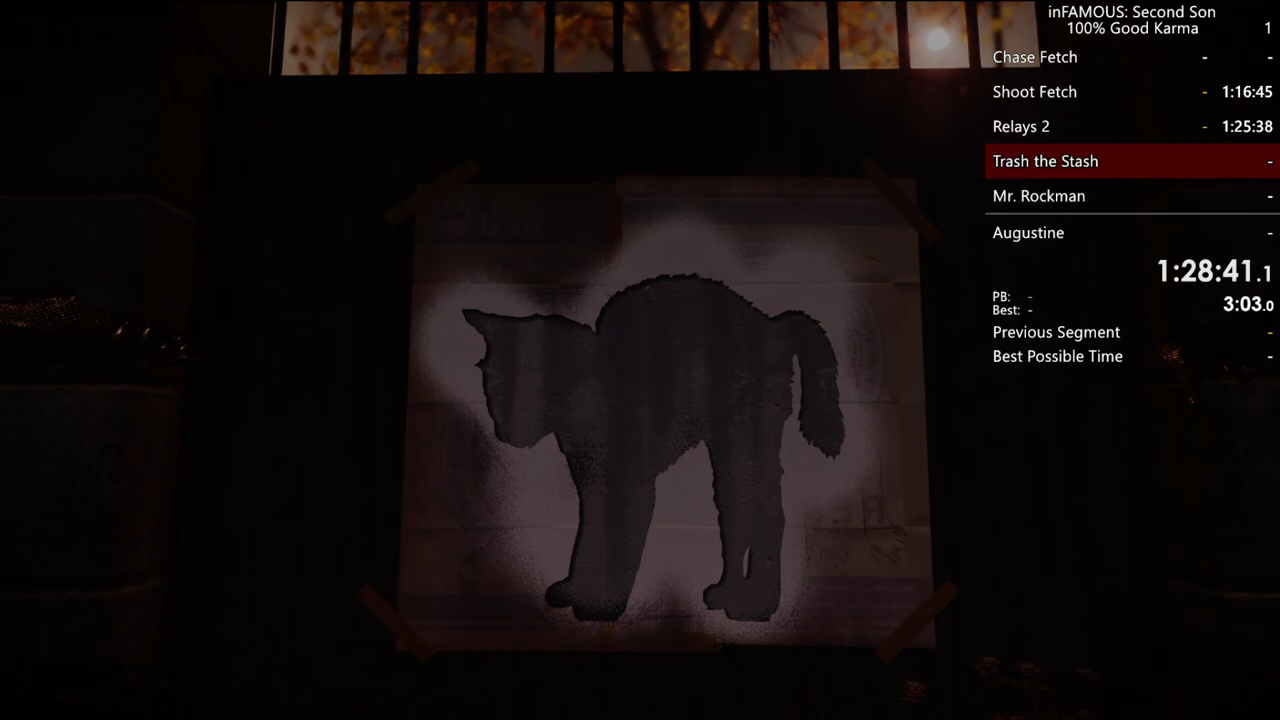 inFAMOUS: Second Son
100% Good Karma 1
Chase Fetch - -
Shoot Fetch - 1:16:45
Relays 2 - 1:25:38
Trash the Stash -
Mr. Rockman -
Augustine -
1:28:41.1
PB: -
3:03.0
Best: -
Previous Segment -
Best Possible Time -